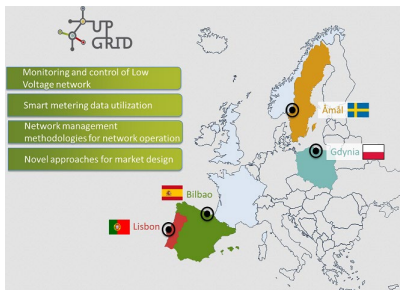 UP
GRID
Monitoring and control of Low
Voltage network
Smart metering data utilization
Network management
methodologies for network operation
Novel approaches for market design
Åmål
Gdynia
Bilbao
Lisbon